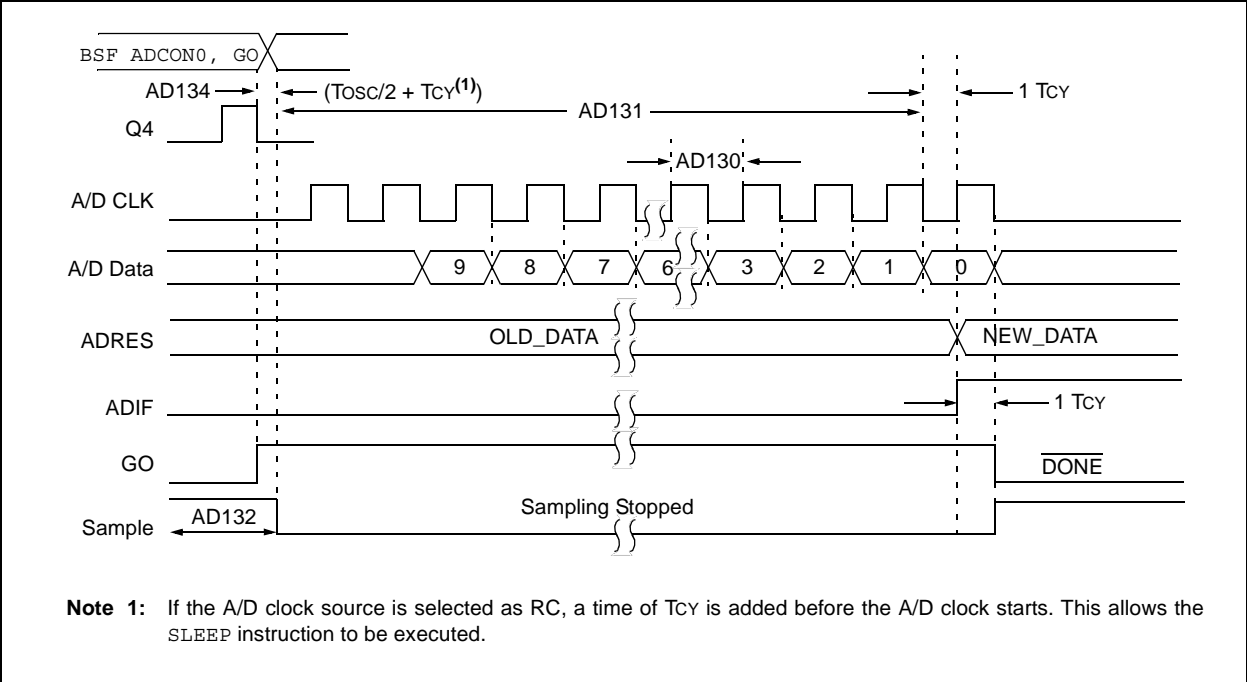 BSF ADCON0, GO
AD134 (TOSC/2 + TCY(1)) 1 TCY
AD131
Q4
AD130
A/D CLK
A/D Data 9 8 7 6 3 2 1 0
ADRES OLD_DATA NEW_DATA
ADIF 1 TCY
GO DONE
Sampling Stopped
AD132
Sample
Note 1: If the A/D clock source is selected as RC, a time of TCY is added before the A/D clock starts. This allows the
SLEEP instruction to be executed.